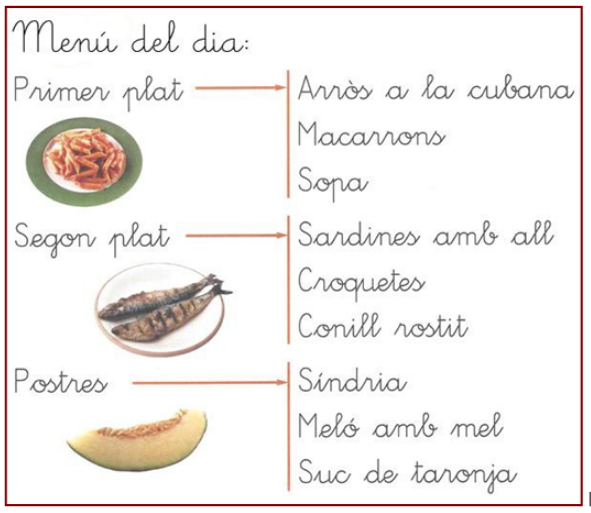 Menú del dia:
Primer plat
Arròs a la cubana
Macarrons
Sopa
Segon plat
Sardines amb all
Croquetes
Conill rostit
Postres
Síndria
Meló amb mel
Suc de taronja